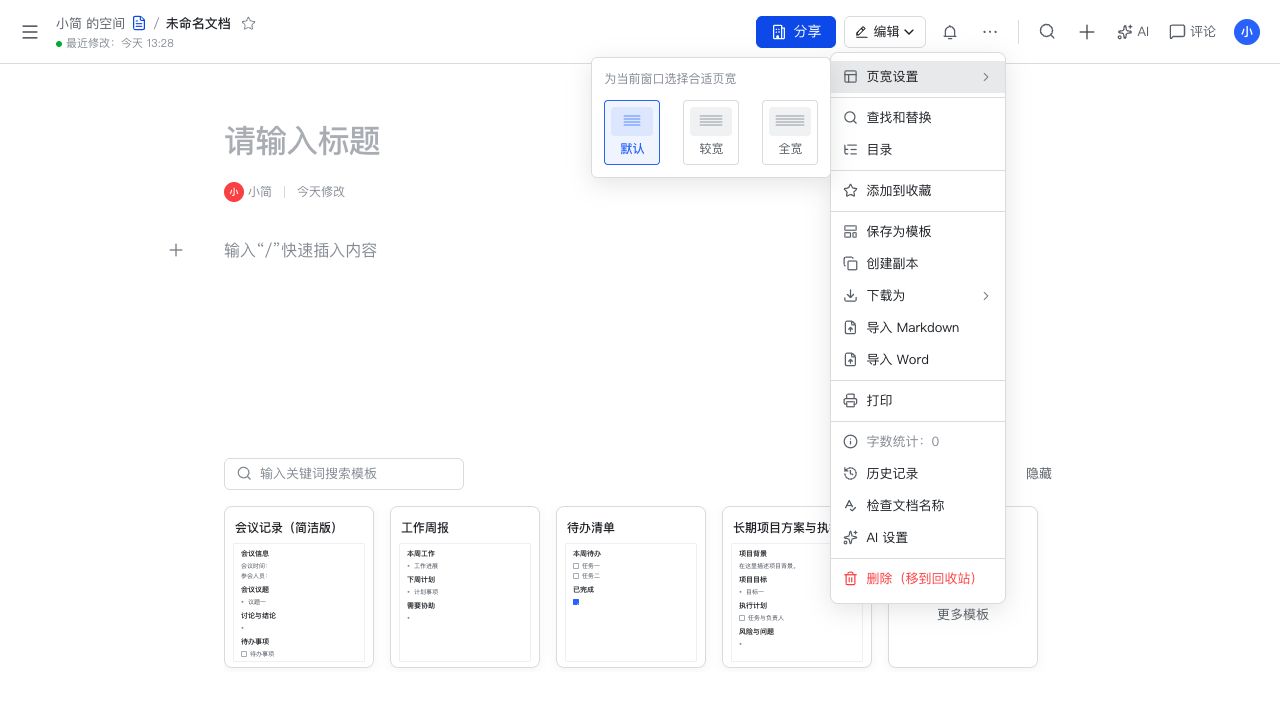 小简 的空间 / 未命名文档
最近修改：今天 13:28
分享
编辑
AI
评论
小
为当前窗口选择合适页宽
默认
较宽
全宽
页宽设置
查找和替换
目录
添加到收藏
保存为模板
创建副本
下载为
导入 Markdown
导入 Word
打印
字数统计：0
历史记录
检查文档名称
AI 设置
删除（移到回收站）
请输入标题
小 小简 | 今天修改
输入“/”快速插入内容
输入关键词搜索模板
隐藏
会议记录（简洁版）
会议信息
会议时间：
参会人员：
会议议题
议题一
讨论与结论
待办事项
待办事项
工作周报
本周工作
工作进展
下周计划
计划事项
需要协助
待办清单
本周待办
任务一
任务二
已完成
长期项目方案与执
项目背景
在这里描述项目背景。
项目目标
目标一
执行计划
任务与负责人
风险与问题
更多模板